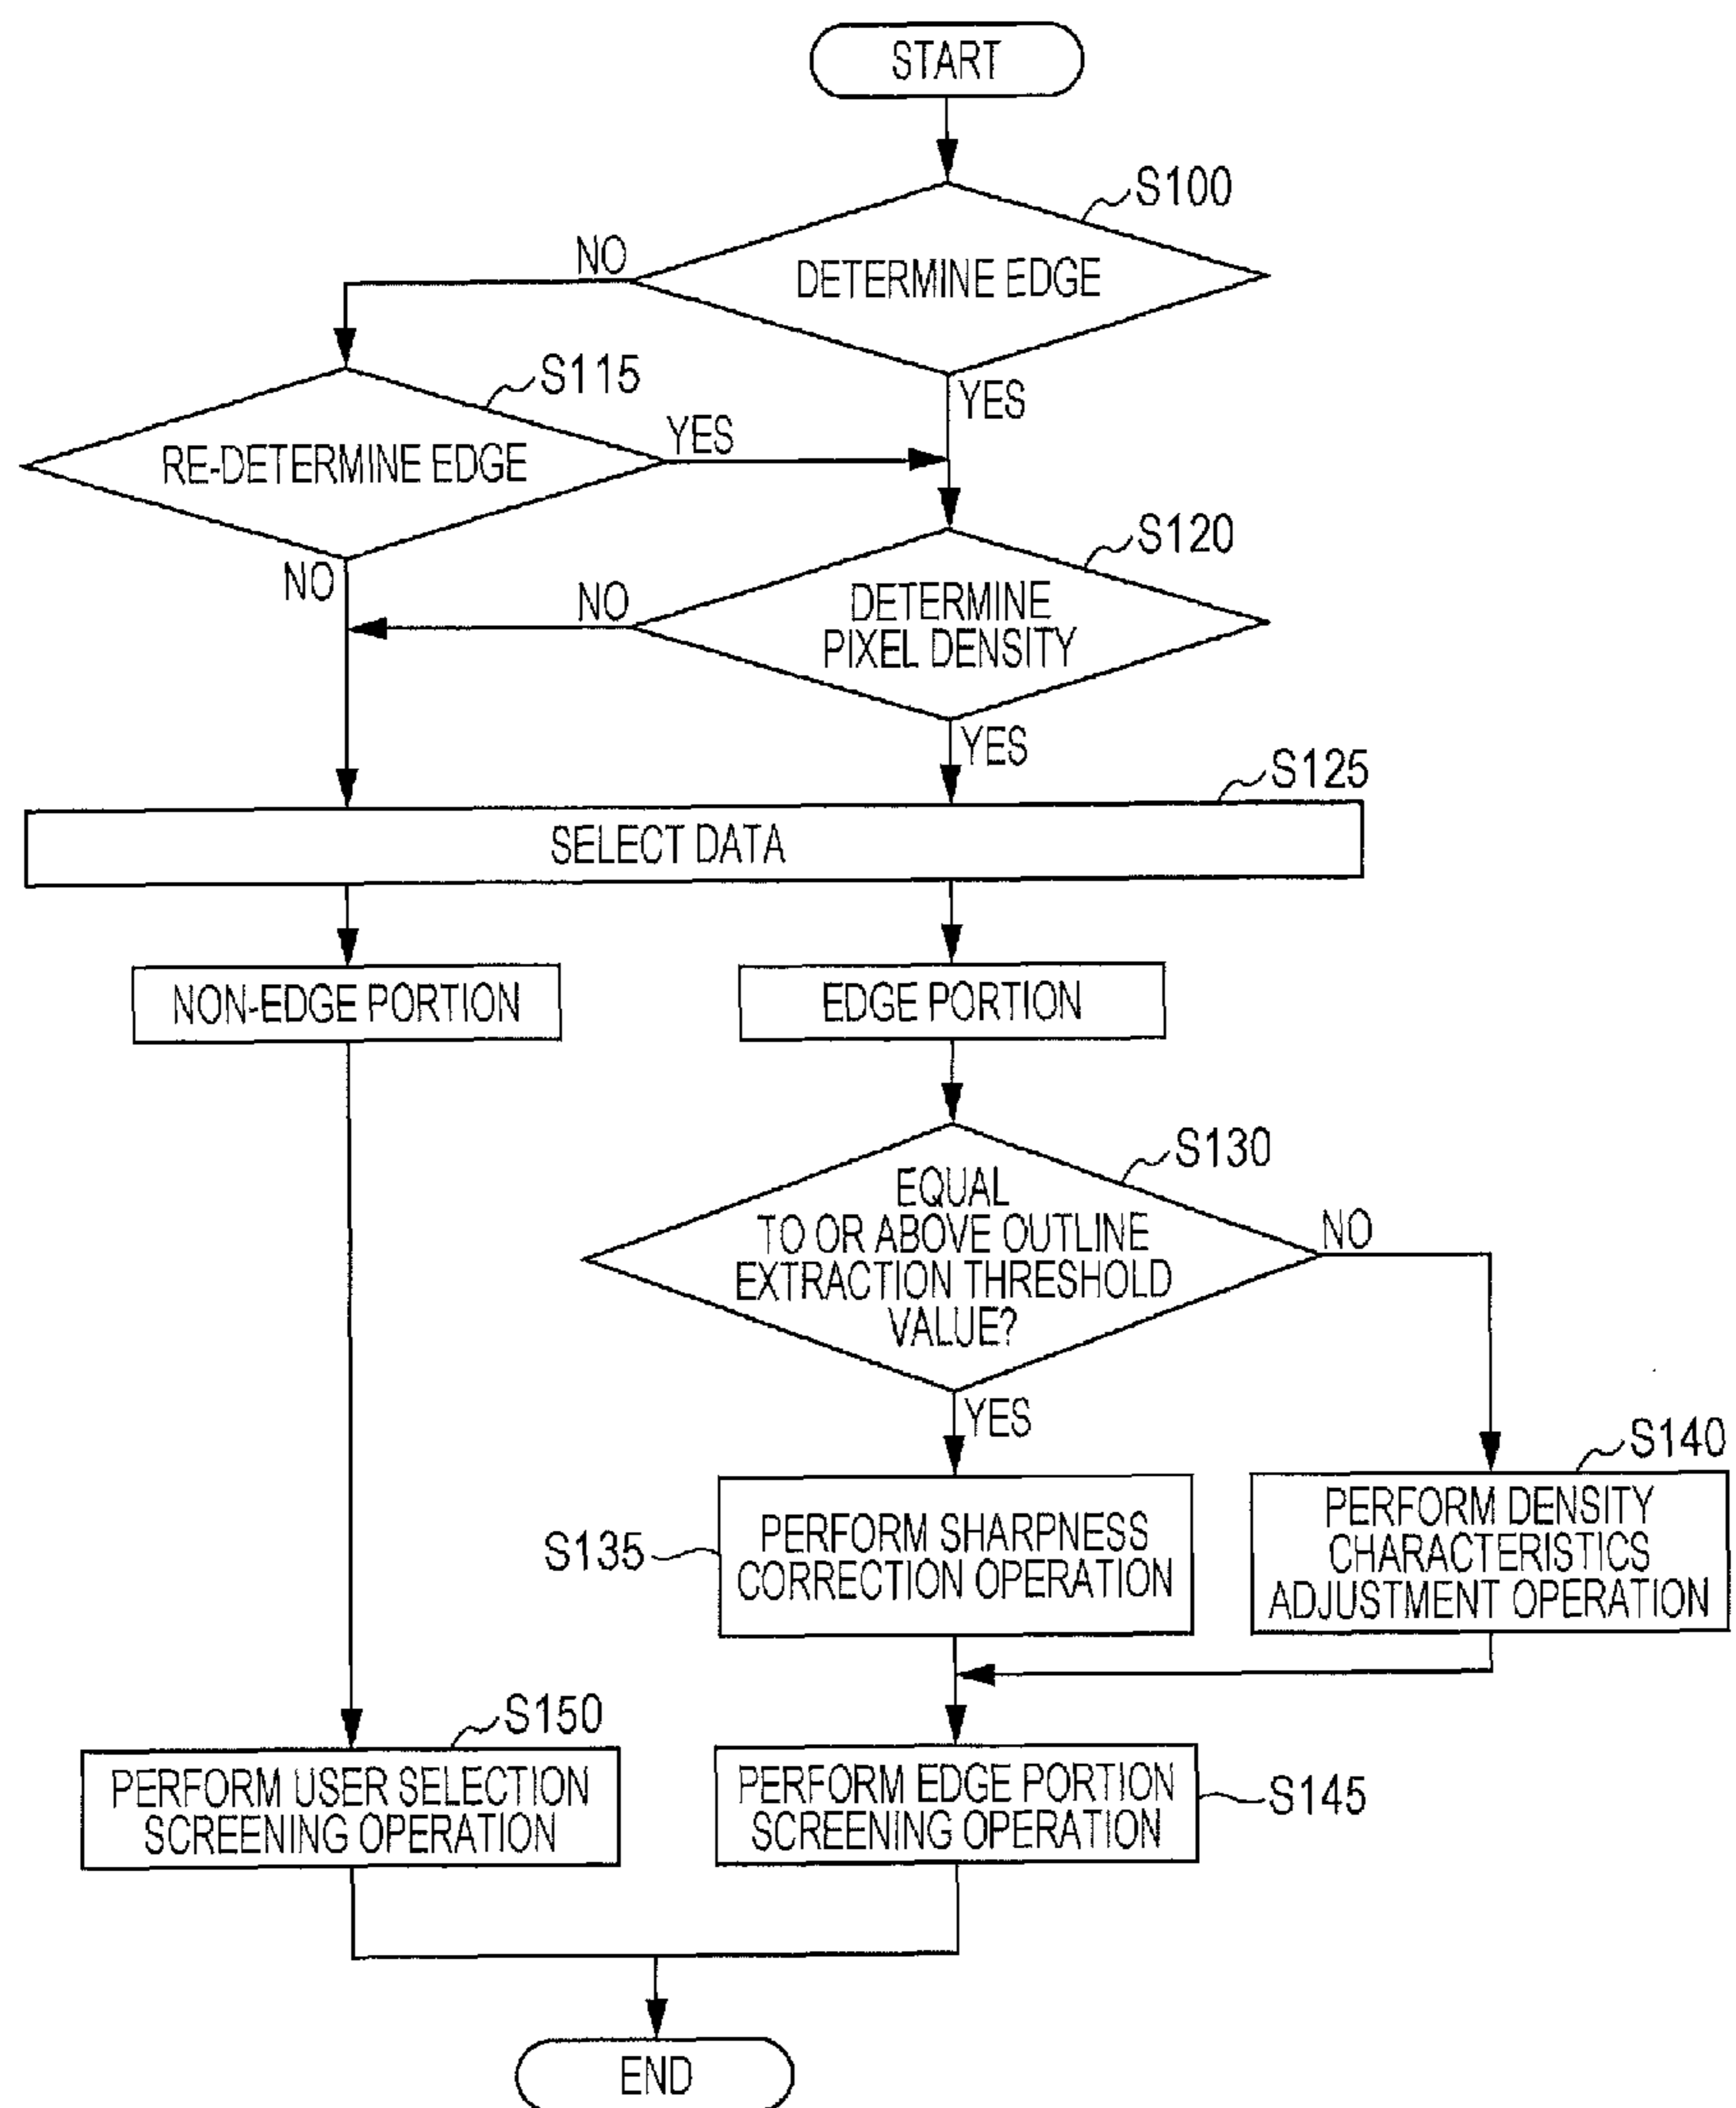 START
S100
NO
DETERMINE EDGE
S115
YES
YES
RE-DETERMINE EDGE
S120
NO
NO
DETERMINE
PIXEL DENSITY
YES
S125
SELECT DATA
NON-EDGE PORTION
EDGE PORTION
S130
EQUAL
TO OR ABOVE OUTLINE
EXTRACTION THRESHOLD
VALUE?
NO
YES
S140
S135
PERFORM SHARPNESS
CORRECTION OPERATION
PERFORM DENSITY
CHARACTERISTICS
ADJUSTMENT OPERATION
S150
PERFORM USER SELECTION
SCREENING OPERATION
PERFORM EDGE PORTION
SCREENING OPERATION
S145
END